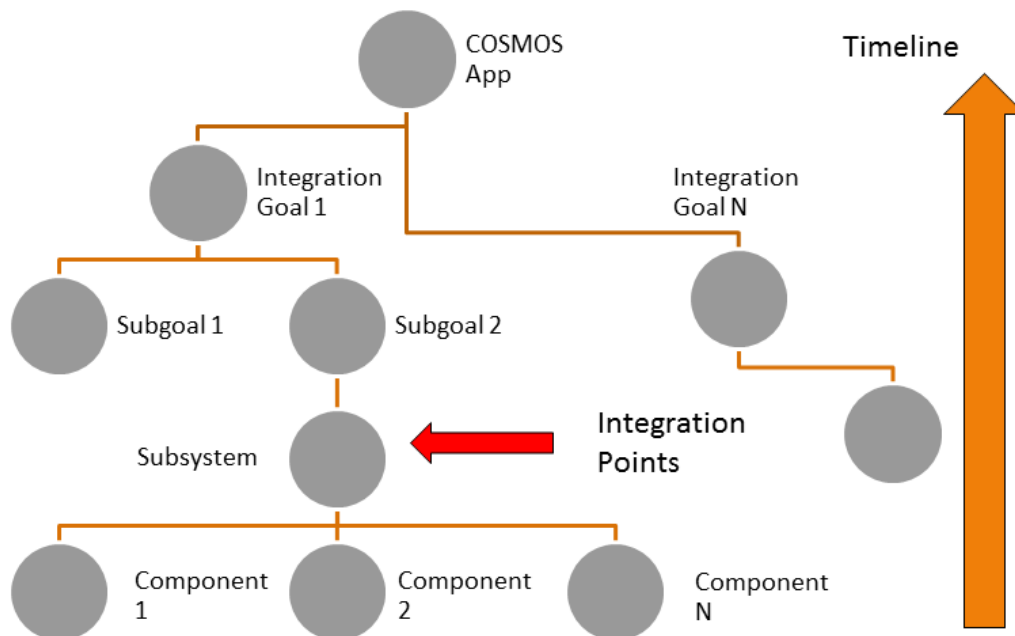 COSMOS
App
Timeline
Integration
Goal 1
Integration
Goal N
Subgoal 1
Subgoal 2
Subsystem
Integration
Points
Component
1
Component
2
Component
N